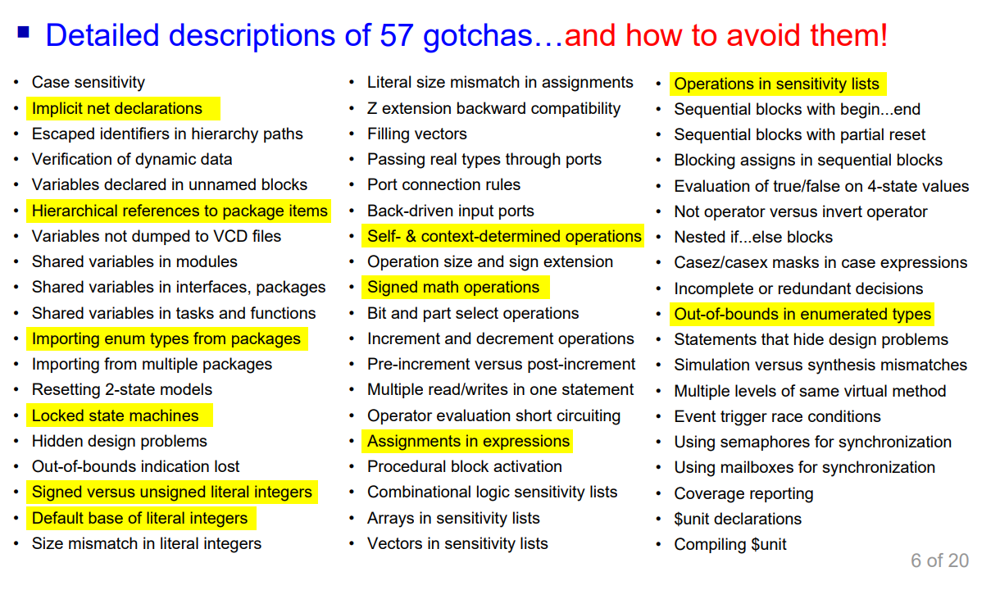 ▪ Detailed descriptions of 57 gotchas…and how to avoid them!
• Case sensitivity
• Implicit net declarations
• Escaped identifiers in hierarchy paths
• Verification of dynamic data
• Variables declared in unnamed blocks
• Hierarchical references to package items
• Variables not dumped to VCD files
• Shared variables in modules
• Shared variables in interfaces, packages
• Shared variables in tasks and functions
• Importing enum types from packages
• Importing from multiple packages
• Resetting 2-state models
• Locked state machines
• Hidden design problems
• Out-of-bounds indication lost
• Signed versus unsigned literal integers
• Default base of literal integers
• Size mismatch in literal integers
• Literal size mismatch in assignments
• Z extension backward compatibility
• Filling vectors
• Passing real types through ports
• Port connection rules
• Back-driven input ports
• Self- & context-determined operations
• Operation size and sign extension
• Signed math operations
• Bit and part select operations
• Increment and decrement operations
• Pre-increment versus post-increment
• Multiple read/writes in one statement
• Operator evaluation short circuiting
• Assignments in expressions
• Procedural block activation
• Combinational logic sensitivity lists
• Arrays in sensitivity lists
• Vectors in sensitivity lists
• Operations in sensitivity lists
• Sequential blocks with begin...end
• Sequential blocks with partial reset
• Blocking assigns in sequential blocks
• Evaluation of true/false on 4-state values
• Not operator versus invert operator
• Nested if...else blocks
• Casez/casex masks in case expressions
• Incomplete or redundant decisions
• Out-of-bounds in enumerated types
• Statements that hide design problems
• Simulation versus synthesis mismatches
• Multiple levels of same virtual method
• Event trigger race conditions
• Using semaphores for synchronization
• Using mailboxes for synchronization
• Coverage reporting
• $unit declarations
• Compiling $unit
6 of 20